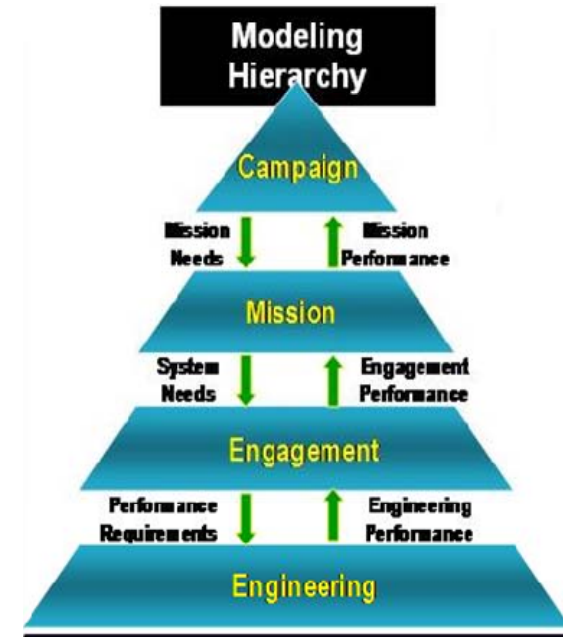 Modeling
Hierarchy
Campaign
Mission Mission
Needs Performance
Mission
System Engagement
Needs Performance
Engagement
Performance Engineering
Requirements Performance
Engineering